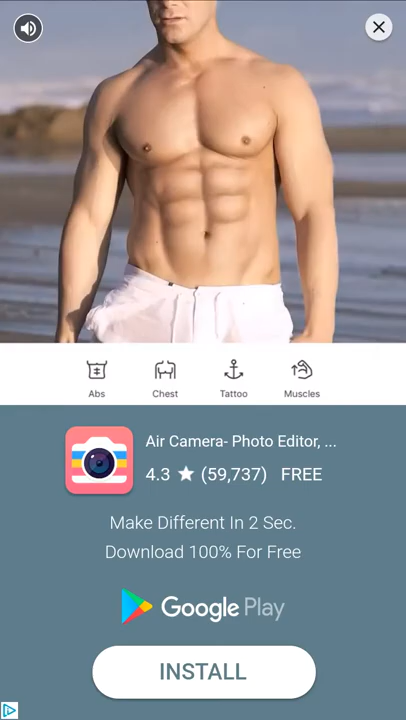 Abs
Chest
Tattoo
Muscles
Air Camera- Photo Editor, ...
4.3 ★ (59,737) FREE
Make Different In 2 Sec.
Download 100% For Free
Google Play
INSTALL